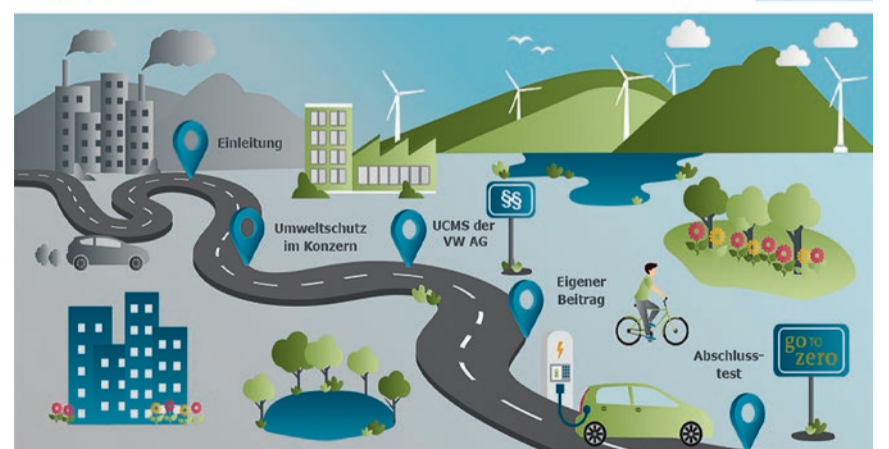 Einleitung
Umweltschutz
im Konzern
UCMS der
VW AG
§§
Eigener
Beitrag
Abschluss-
test
go TO
zero